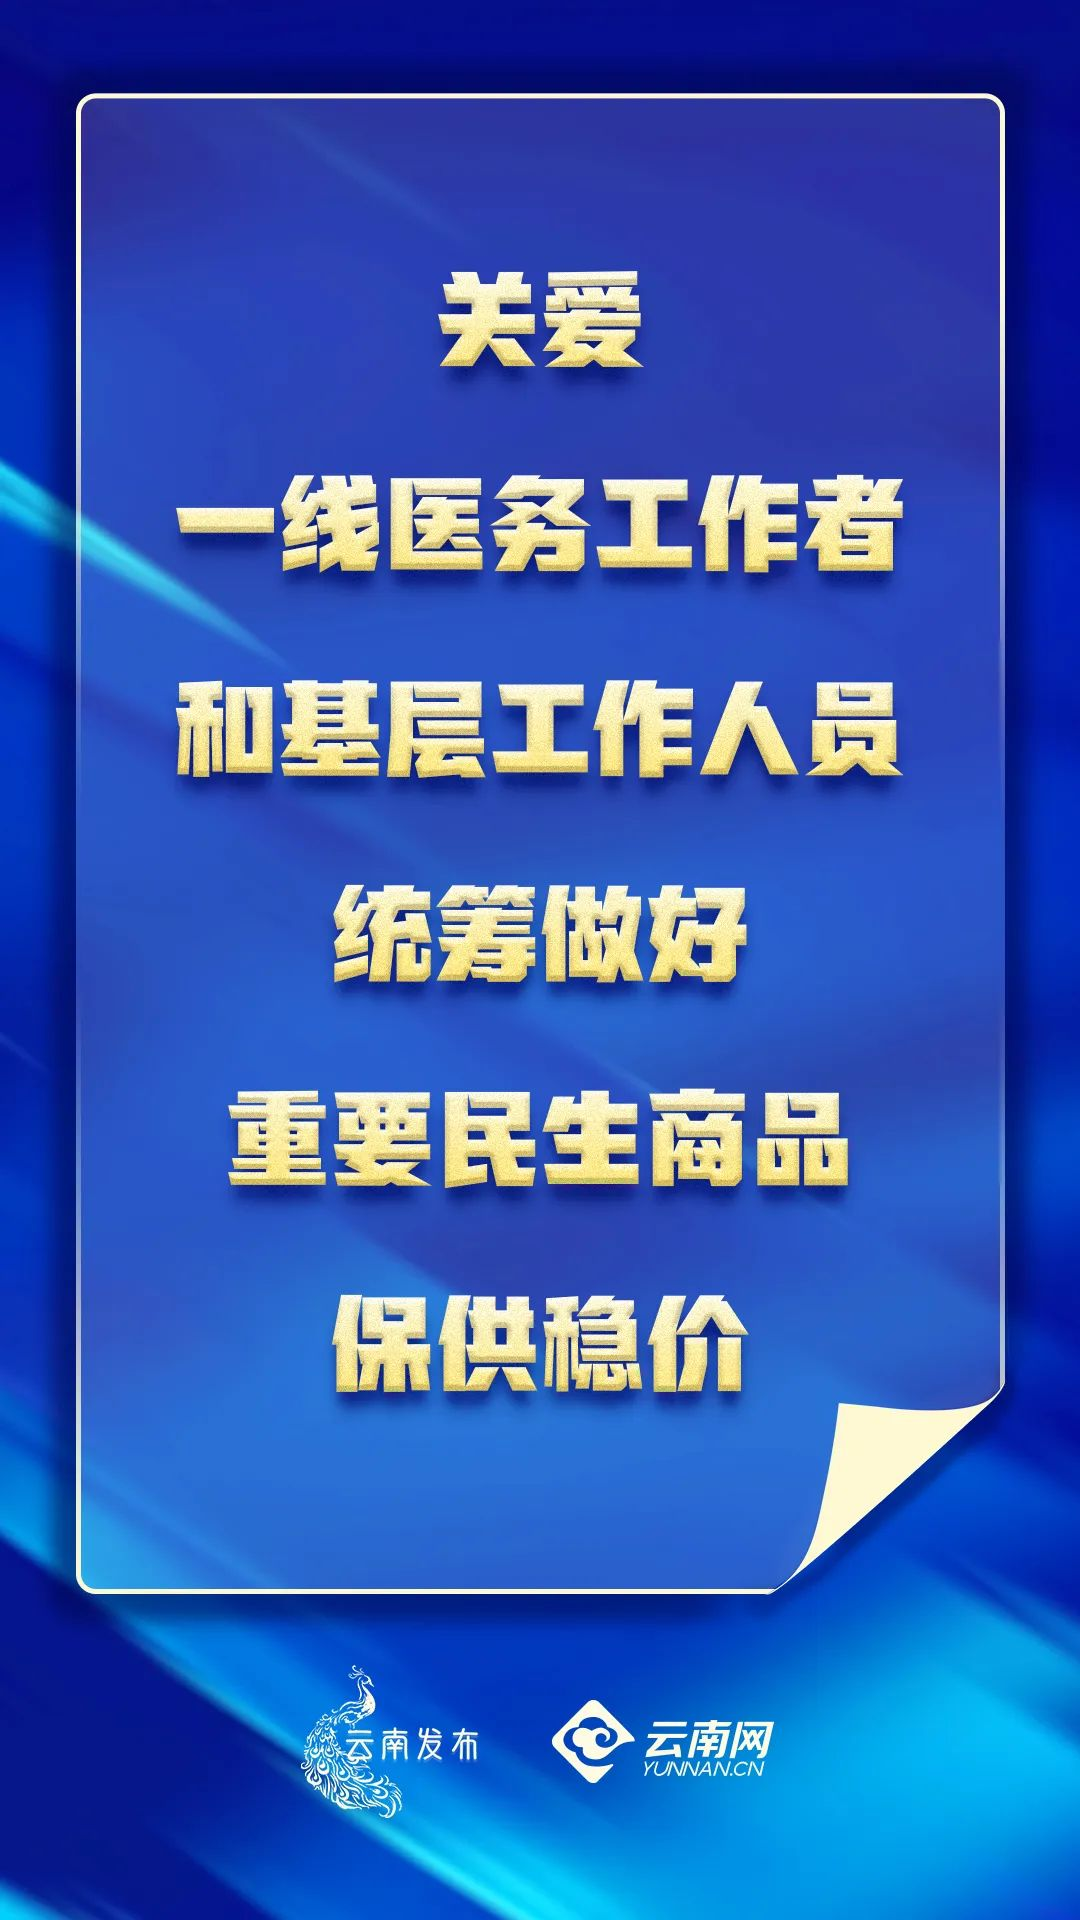 关爱
一线医务工作者
和基层工作人员
统筹做好
重要民生商品
保供稳价
云南发布
云南网
YUNNAN.CN